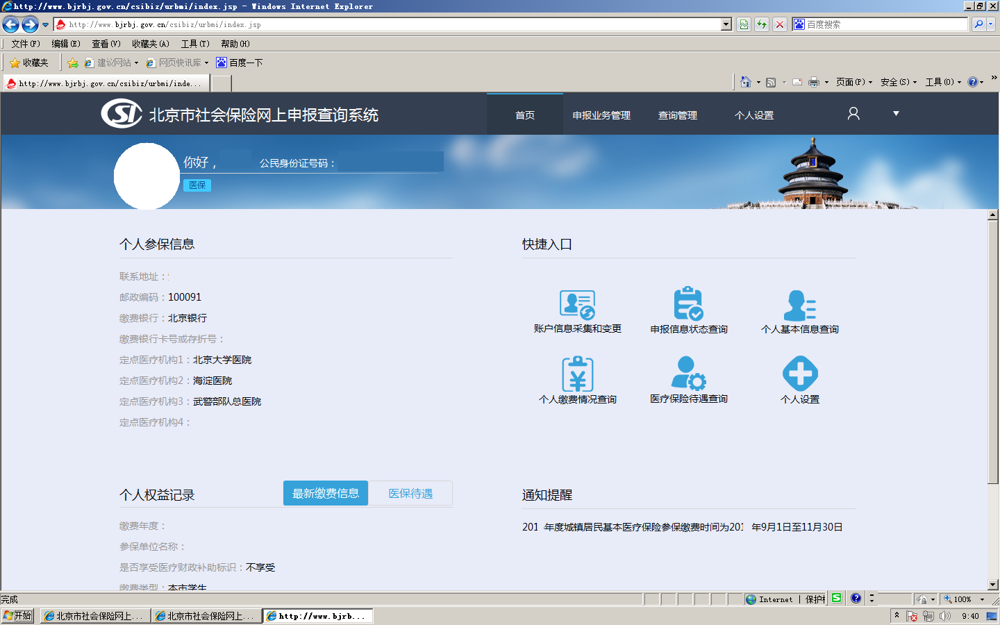 http://www.bjrbj.gov.cn/csibiz/urbmi/index.jsp - Windows Internet Explorer
http://www.bjrbj.gov.cn/csibiz/urbmi/index.jsp
百度搜索
文件(F) 编辑(E) 查看(V) 收藏夹(A) 工具(T) 帮助(H)
收藏夹 建议网站 网页快讯库 百度一下
http://www.bjrbj.gov.cn/csibiz/urbmi/inde...
页面(P) 安全(S) 工具(O) »
CSI 北京市社会保险网上申报查询系统 首页 申报业务管理 查询管理 个人设置
你好， 公民身份证号码：
医保
个人参保信息
联系地址：
邮政编码：100091
缴费银行：北京银行
缴费银行卡号或存折号：
定点医疗机构1：北京大学医院
定点医疗机构2：海淀医院
定点医疗机构3：武警部队总医院
定点医疗机构4：
快捷入口
账户信息采集和变更 申报信息状态查询 个人基本信息查询
个人缴费情况查询 医疗保险待遇查询 个人设置
个人权益记录 最新缴费信息 医保待遇
缴费年度：
参保单位名称：
是否享受医疗财政补助标识：不享受
缴费类型：本市学生
通知提醒
201 年度城镇居民基本医疗保险参保缴费时间为201 年9月1日至11月30日
完成 Internet | 保护 100%
开始 北京市社会保险网上... 北京市社会保险网上... http://www.bjrb... 9:40